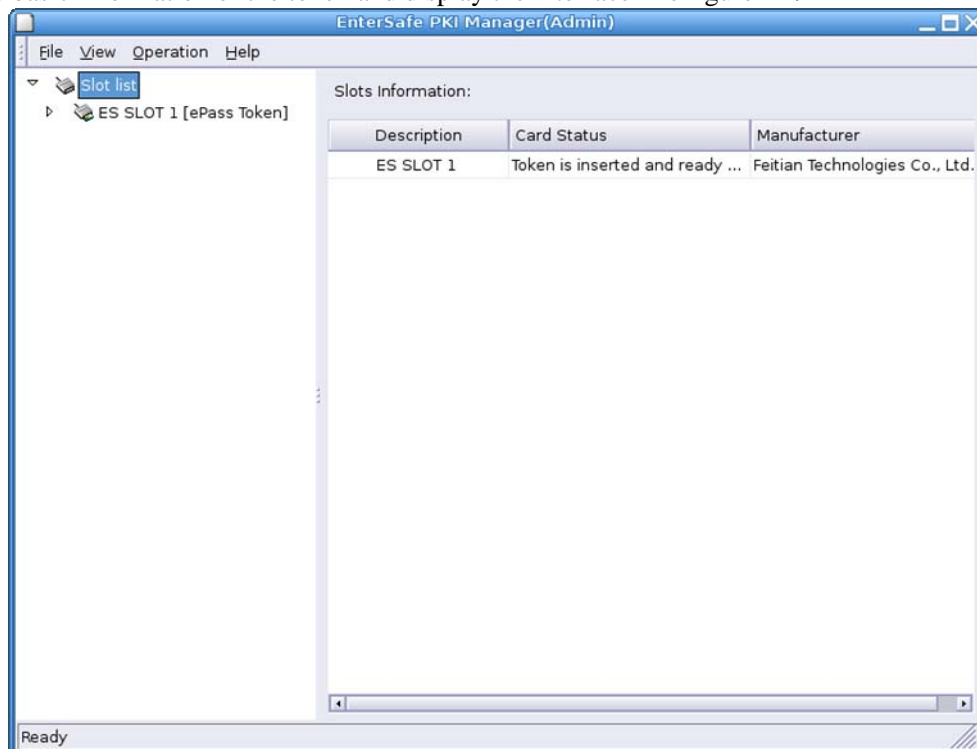 EnterSafe PKI Manager(Admin)
File View Operation Help
Slot list
ES SLOT 1 [ePass Token]
Slots Information:
Description Card Status Manufacturer
ES SLOT 1 Token is inserted and ready ... Feitian Technologies Co., Ltd.
Ready